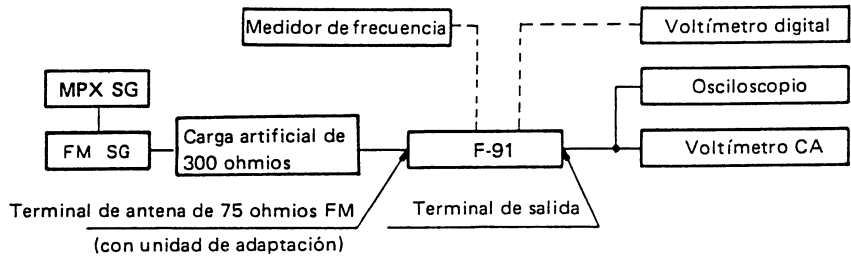 Medidor de frecuencia
Voltímetro digital
MPX SG
Osciloscopio
FM SG
Carga artificial de
300 ohmios
F-91
Voltímetro CA
Terminal de antena de 75 ohmios FM
(con unidad de adaptación)
Terminal de salida